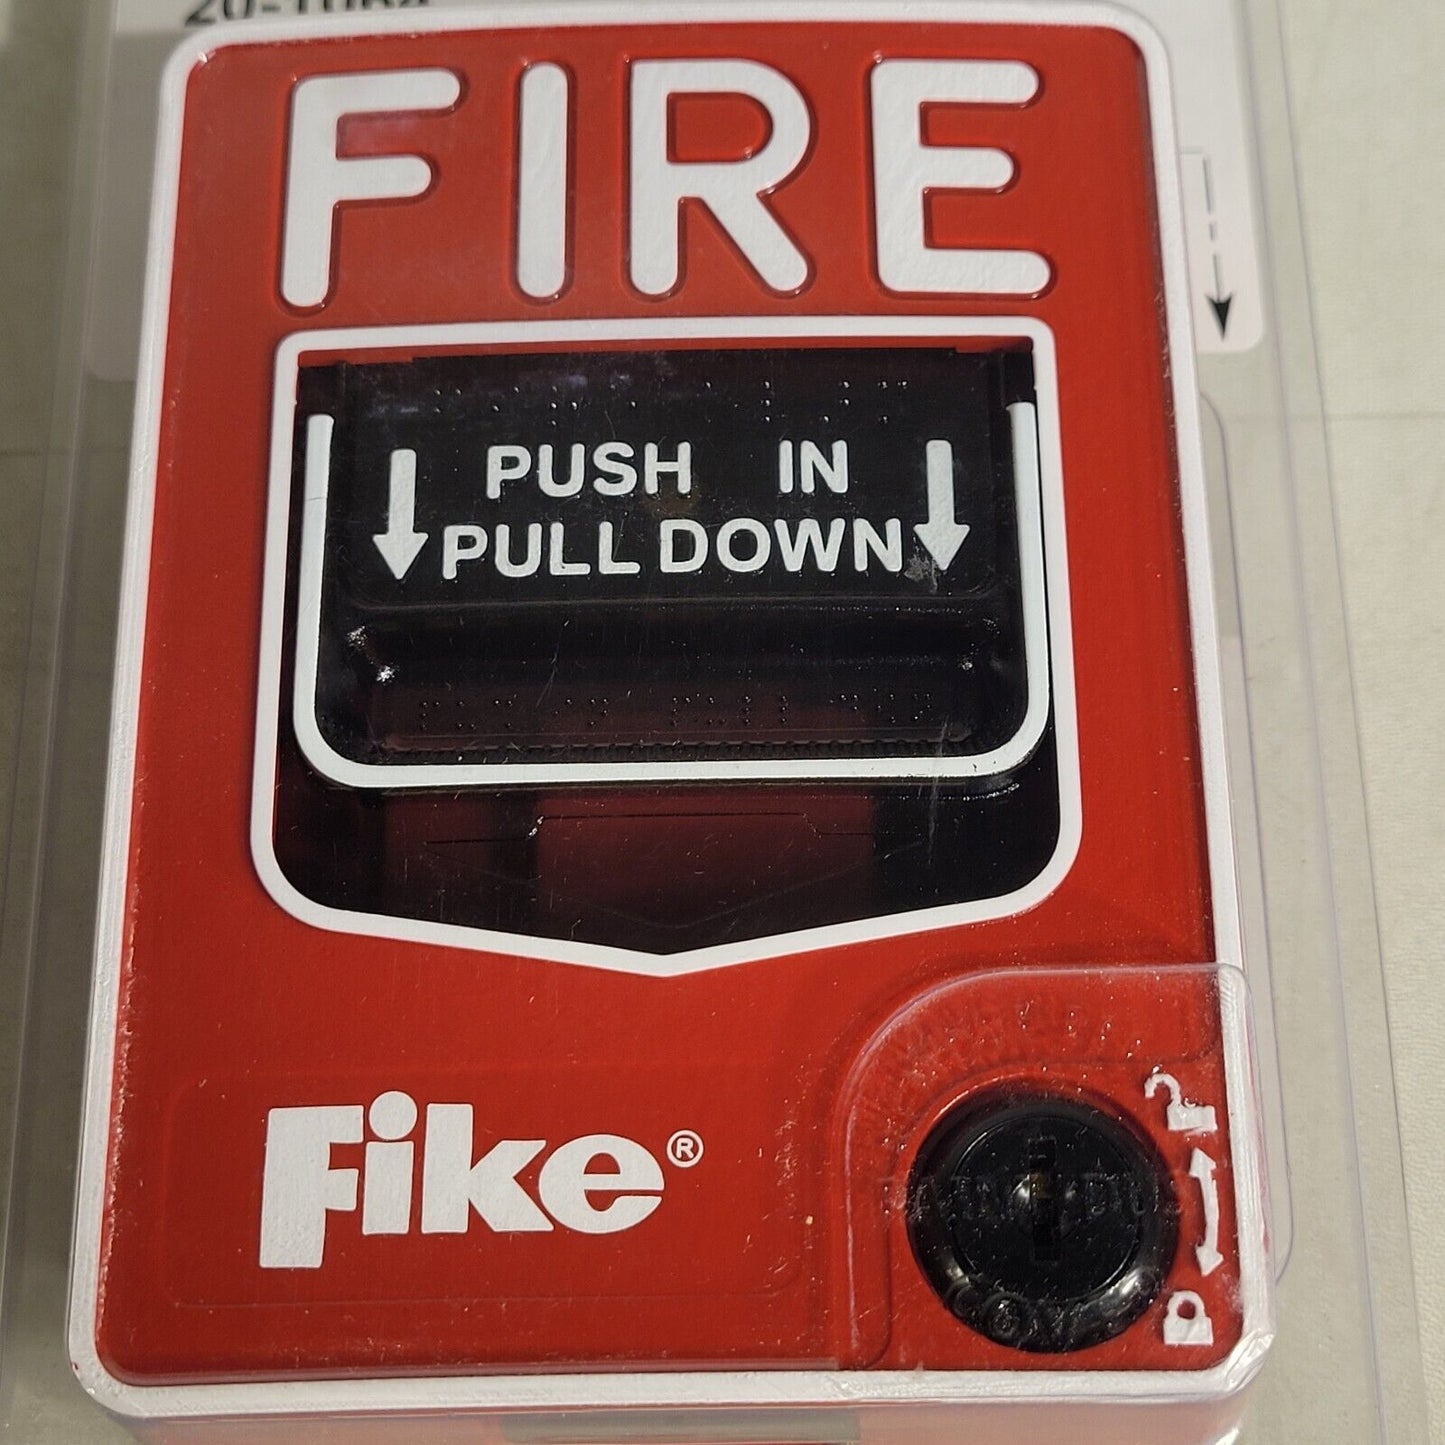 FIRE
PUSH IN
PULL DOWN
Fike®